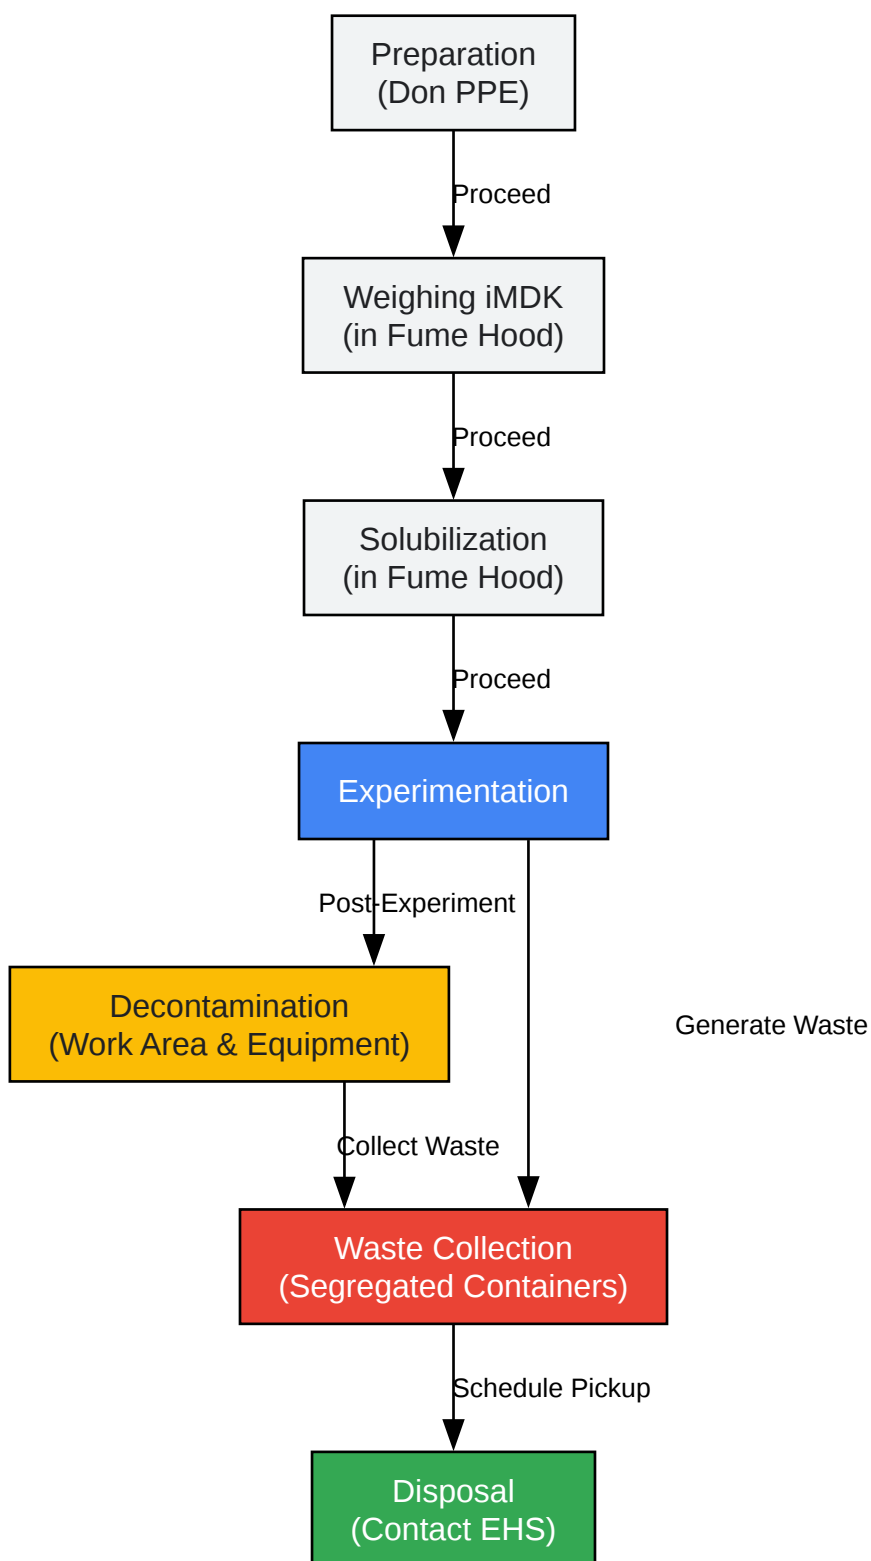 Preparation
(Don PPE)
Proceed
Weighing iMDK
(in Fume Hood)
Proceed
Solubilization
(in Fume Hood)
Proceed
Experimentation
Post-Experiment
Decontamination
(Work Area & Equipment)
Generate Waste
Collect Waste
Waste Collection
(Segregated Containers)
Schedule Pickup
Disposal
(Contact EHS)